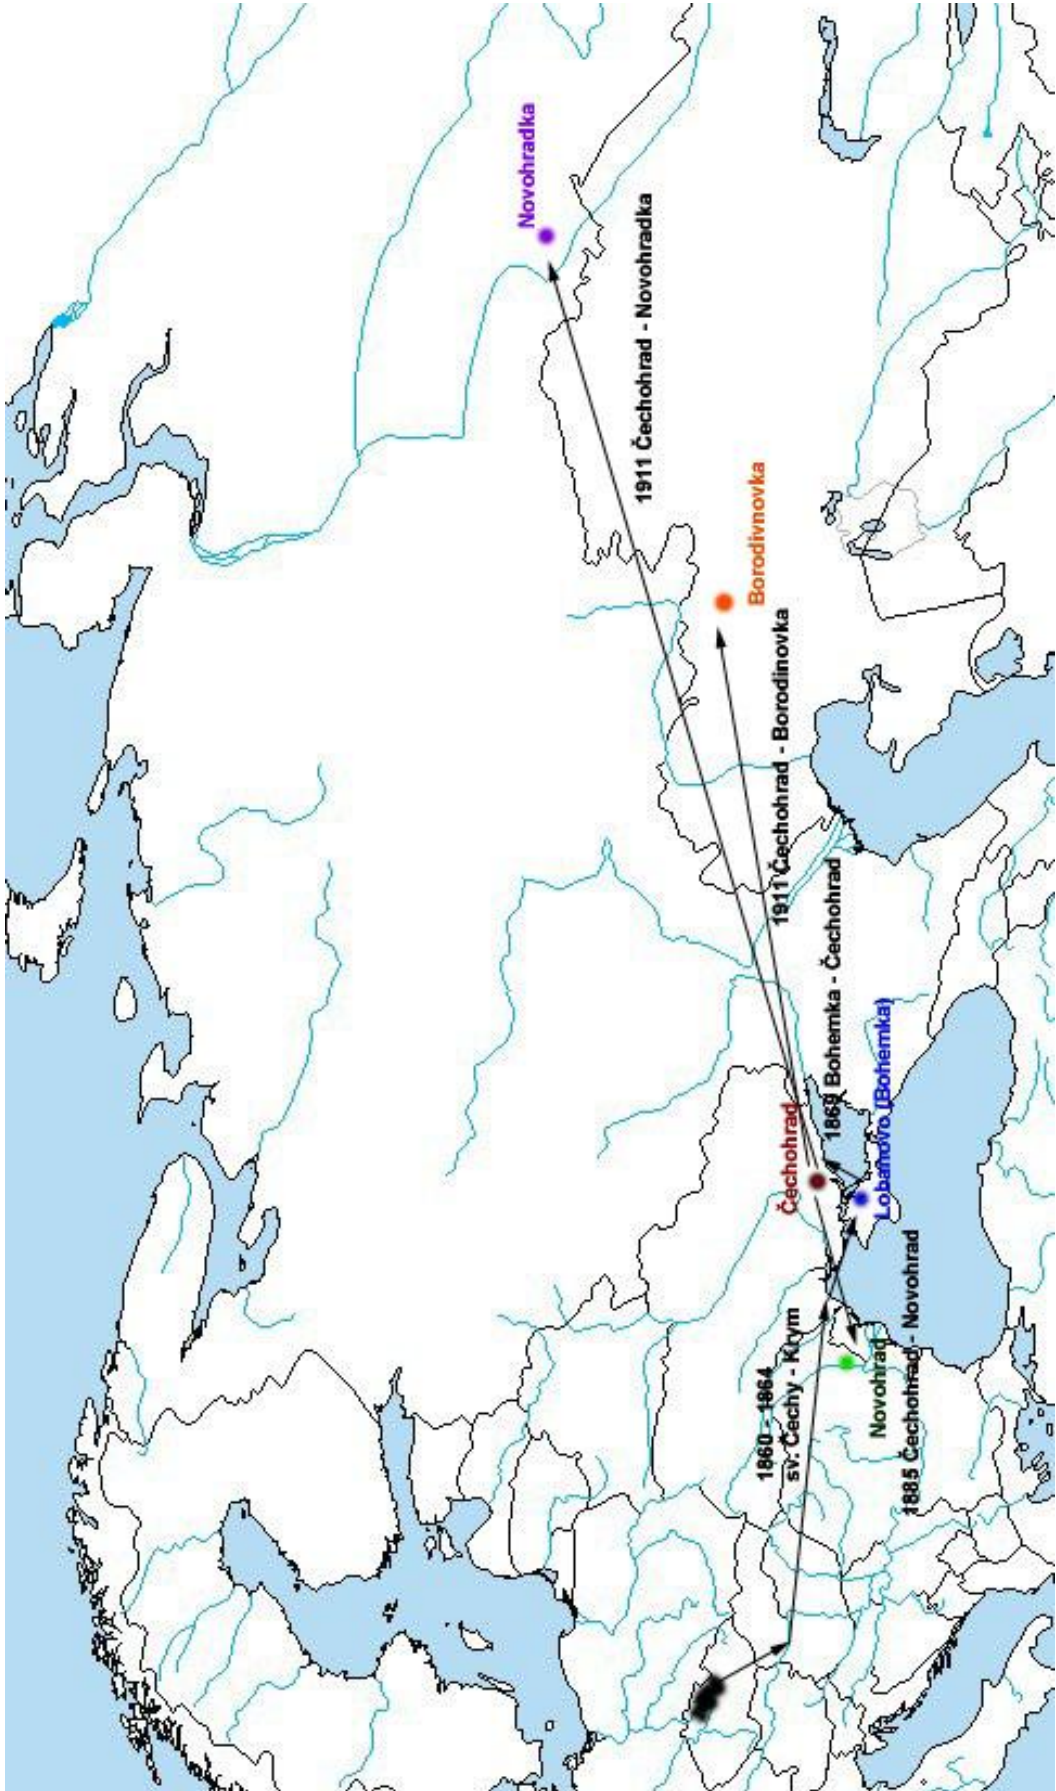 Novohradka
1911 Čechohrad - Novohradka
Borodivnovka
1911 Čechohrad - Borodinovka
1869 Bohemka - Čechohrad
Čechohrad
Lobanovo (Bohemka)
1860 - 1864
sv. Čechy - Krym
Novohrad
1885 Čechohrad - Novohrad